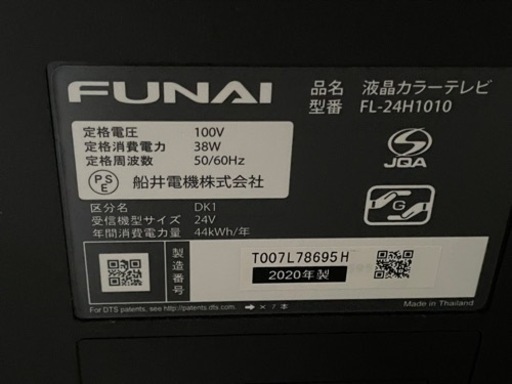 FUNAI
品名 液晶カラーテレビ
型番 FL-24H1010
定格電圧 100V
定格消費電力 38W
定格周波数 50/60Hz
PSE 船井電機株式会社
JQA
G
区分名 DK1
受信機型サイズ 24V
年間消費電力量 44kWh/年
製造番号
T007L78695H
2020年製
For DTS patents, see http://patents.dts.com.
Made in Thailand